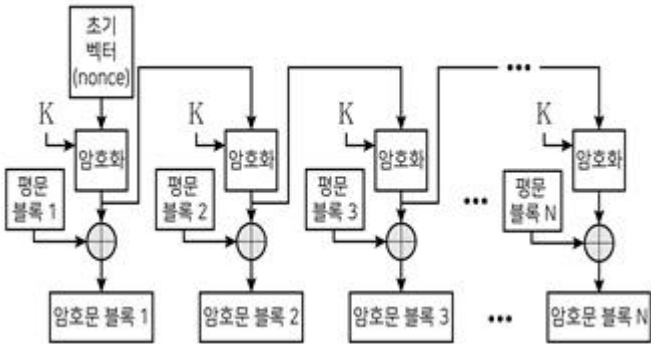 초기
벡터
(nonce)
K
K
K
K
암호화
암호화
암호화
암호화
평문
블록 1
평문
블록 2
평문
블록 3
평문
블록 N
암호문 블록 1
암호문 블록 2
암호문 블록 3
암호문 블록 N